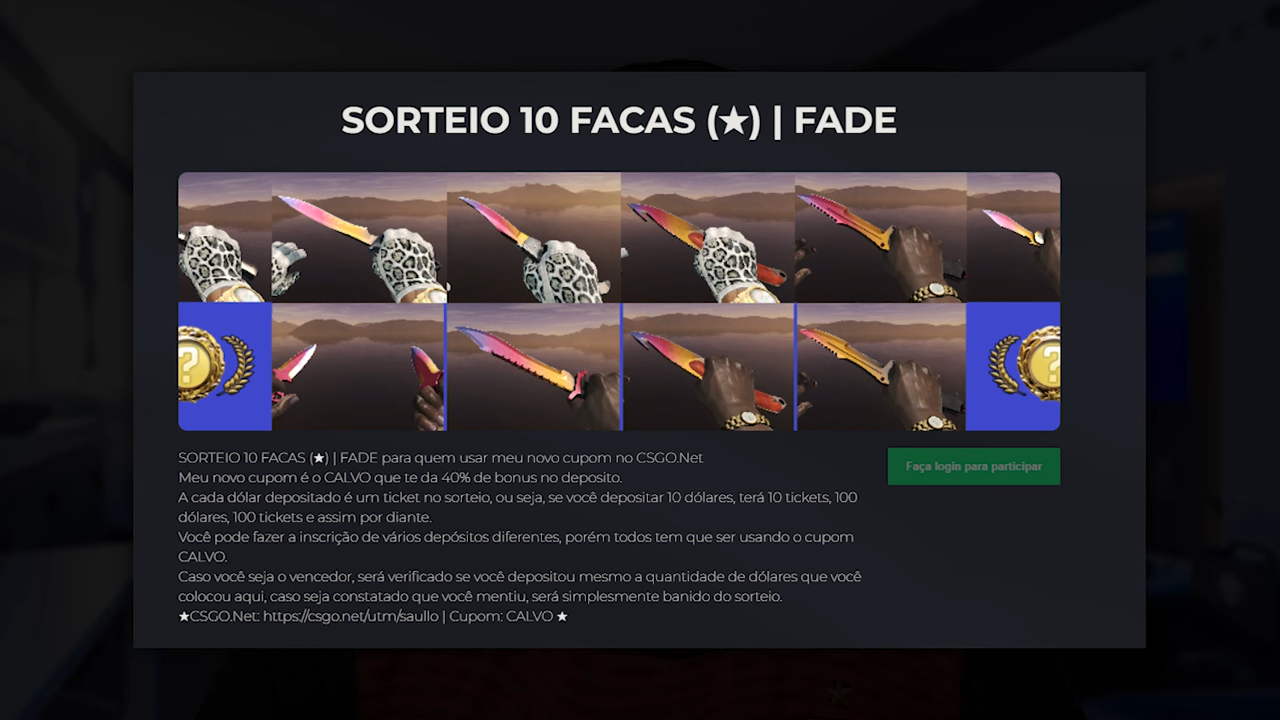 SORTEIO 10 FACAS (★) | FADE
?
?
SORTEIO 10 FACAS (★) | FADE para quem usar meu novo cupom no CSGO.Net
Meu novo cupom é o CALVO que te da 40% de bonus no deposito.
A cada dólar depositado é um ticket no sorteio, ou seja, se você depositar 10 dólares, terá 10 tickets, 100
dólares, 100 tickets e assim por diante.
Você pode fazer a inscrição de vários depósitos diferentes, porém todos tem que ser usando o cupom
CALVO.
Caso você seja o vencedor, será verificado se você depositou mesmo a quantidade de dólares que você
colocou aqui, caso seja constatado que você mentiu, será simplesmente banido do sorteio.
★CSGO.Net: https://csgo.net/utm/saullo | Cupom: CALVO ★
Faça login para participar